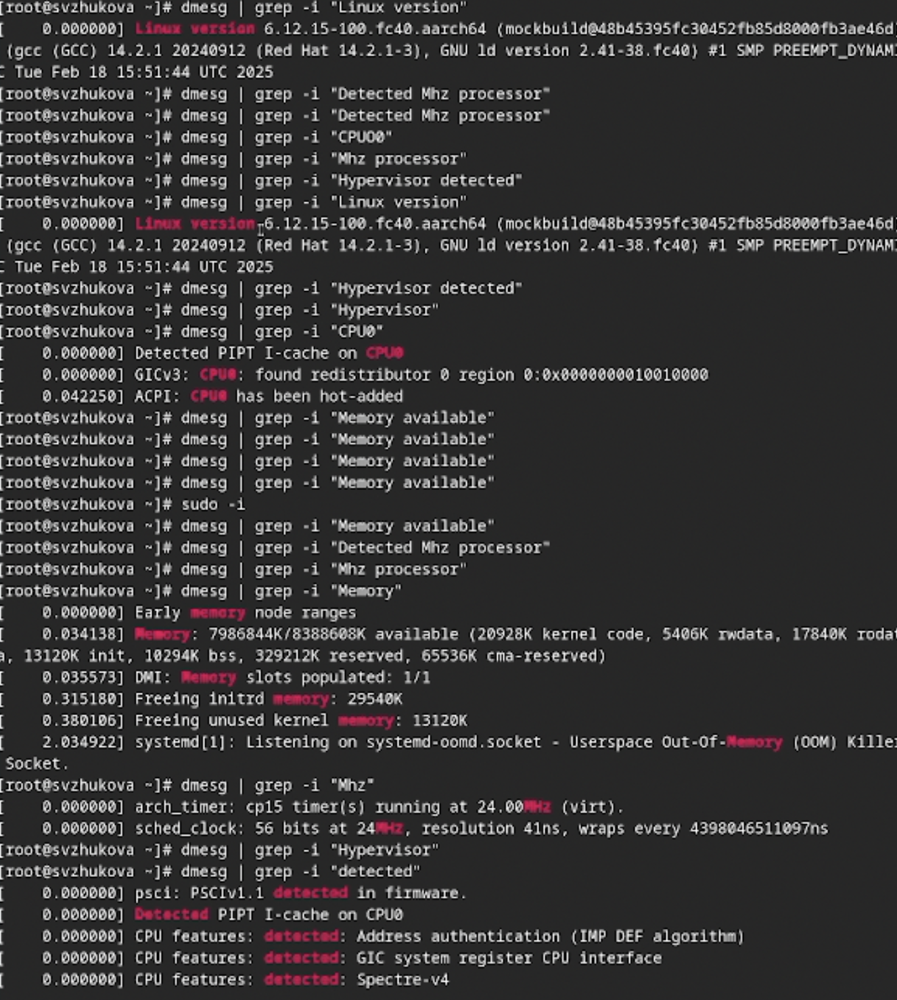 [root@svzhukova ~]# dmesg | grep -i "Linux version"
[    0.000000] Linux version 6.12.15-100.fc40.aarch64 (mockbuild@48b45395fc30452fb85d8000fb3ae46d)
(gcc (GCC) 14.2.1 20240912 (Red Hat 14.2.1-3), GNU ld version 2.41-38.fc40) #1 SMP PREEMPT_DYNAMI
C Tue Feb 18 15:51:44 UTC 2025
[root@svzhukova ~]# dmesg | grep -i "Detected Mhz processor"
[root@svzhukova ~]# dmesg | grep -i "Detected Mhz processor"
[root@svzhukova ~]# dmesg | grep -i "CPUO0"
[root@svzhukova ~]# dmesg | grep -i "Mhz processor"
[root@svzhukova ~]# dmesg | grep -i "Hypervisor detected"
[root@svzhukova ~]# dmesg | grep -i "Linux version"
[    0.000000] Linux version 6.12.15-100.fc40.aarch64 (mockbuild@48b45395fc30452fb85d8000fb3ae46d)
(gcc (GCC) 14.2.1 20240912 (Red Hat 14.2.1-3), GNU ld version 2.41-38.fc40) #1 SMP PREEMPT_DYNAMI
C Tue Feb 18 15:51:44 UTC 2025
[root@svzhukova ~]# dmesg | grep -i "Hypervisor detected"
[root@svzhukova ~]# dmesg | grep -i "Hypervisor"
[root@svzhukova ~]# dmesg | grep -i "CPU0"
[    0.000000] Detected PIPT I-cache on CPU0
[    0.000000] GICv3: CPU0: found redistributor 0 region 0:0x0000000010010000
[    0.042250] ACPI: CPU0 has been hot-added
[root@svzhukova ~]# dmesg | grep -i "Memory available"
[root@svzhukova ~]# dmesg | grep -i "Memory available"
[root@svzhukova ~]# dmesg | grep -i "Memory available"
[root@svzhukova ~]# dmesg | grep -i "Memory available"
[root@svzhukova ~]# sudo -i
[root@svzhukova ~]# dmesg | grep -i "Memory available"
[root@svzhukova ~]# dmesg | grep -i "Detected Mhz processor"
[root@svzhukova ~]# dmesg | grep -i "Mhz processor"
[root@svzhukova ~]# dmesg | grep -i "Memory"
[    0.000000] Early memory node ranges
[    0.034138] Memory: 7986844K/8388608K available (20928K kernel code, 5406K rwdata, 17840K rodat
a, 13120K init, 10294K bss, 329212K reserved, 65536K cma-reserved)
[    0.035573] DMI: Memory slots populated: 1/1
[    0.315180] Freeing initrd memory: 29540K
[    0.380106] Freeing unused kernel memory: 13120K
[    2.034922] systemd[1]: Listening on systemd-oomd.socket - Userspace Out-Of-Memory (OOM) Killer
Socket.
[root@svzhukova ~]# dmesg | grep -i "Mhz"
[    0.000000] arch_timer: cp15 timer(s) running at 24.00MHz (virt).
[    0.000000] sched_clock: 56 bits at 24MHz, resolution 41ns, wraps every 4398046511097ns
[root@svzhukova ~]# dmesg | grep -i "Hypervisor"
[root@svzhukova ~]# dmesg | grep -i "detected"
[    0.000000] psci: PSCIv1.1 detected in firmware.
[    0.000000] Detected PIPT I-cache on CPU0
[    0.000000] CPU features: detected: Address authentication (IMP DEF algorithm)
[    0.000000] CPU features: detected: GIC system register CPU interface
[    0.000000] CPU features: detected: Spectre-v4